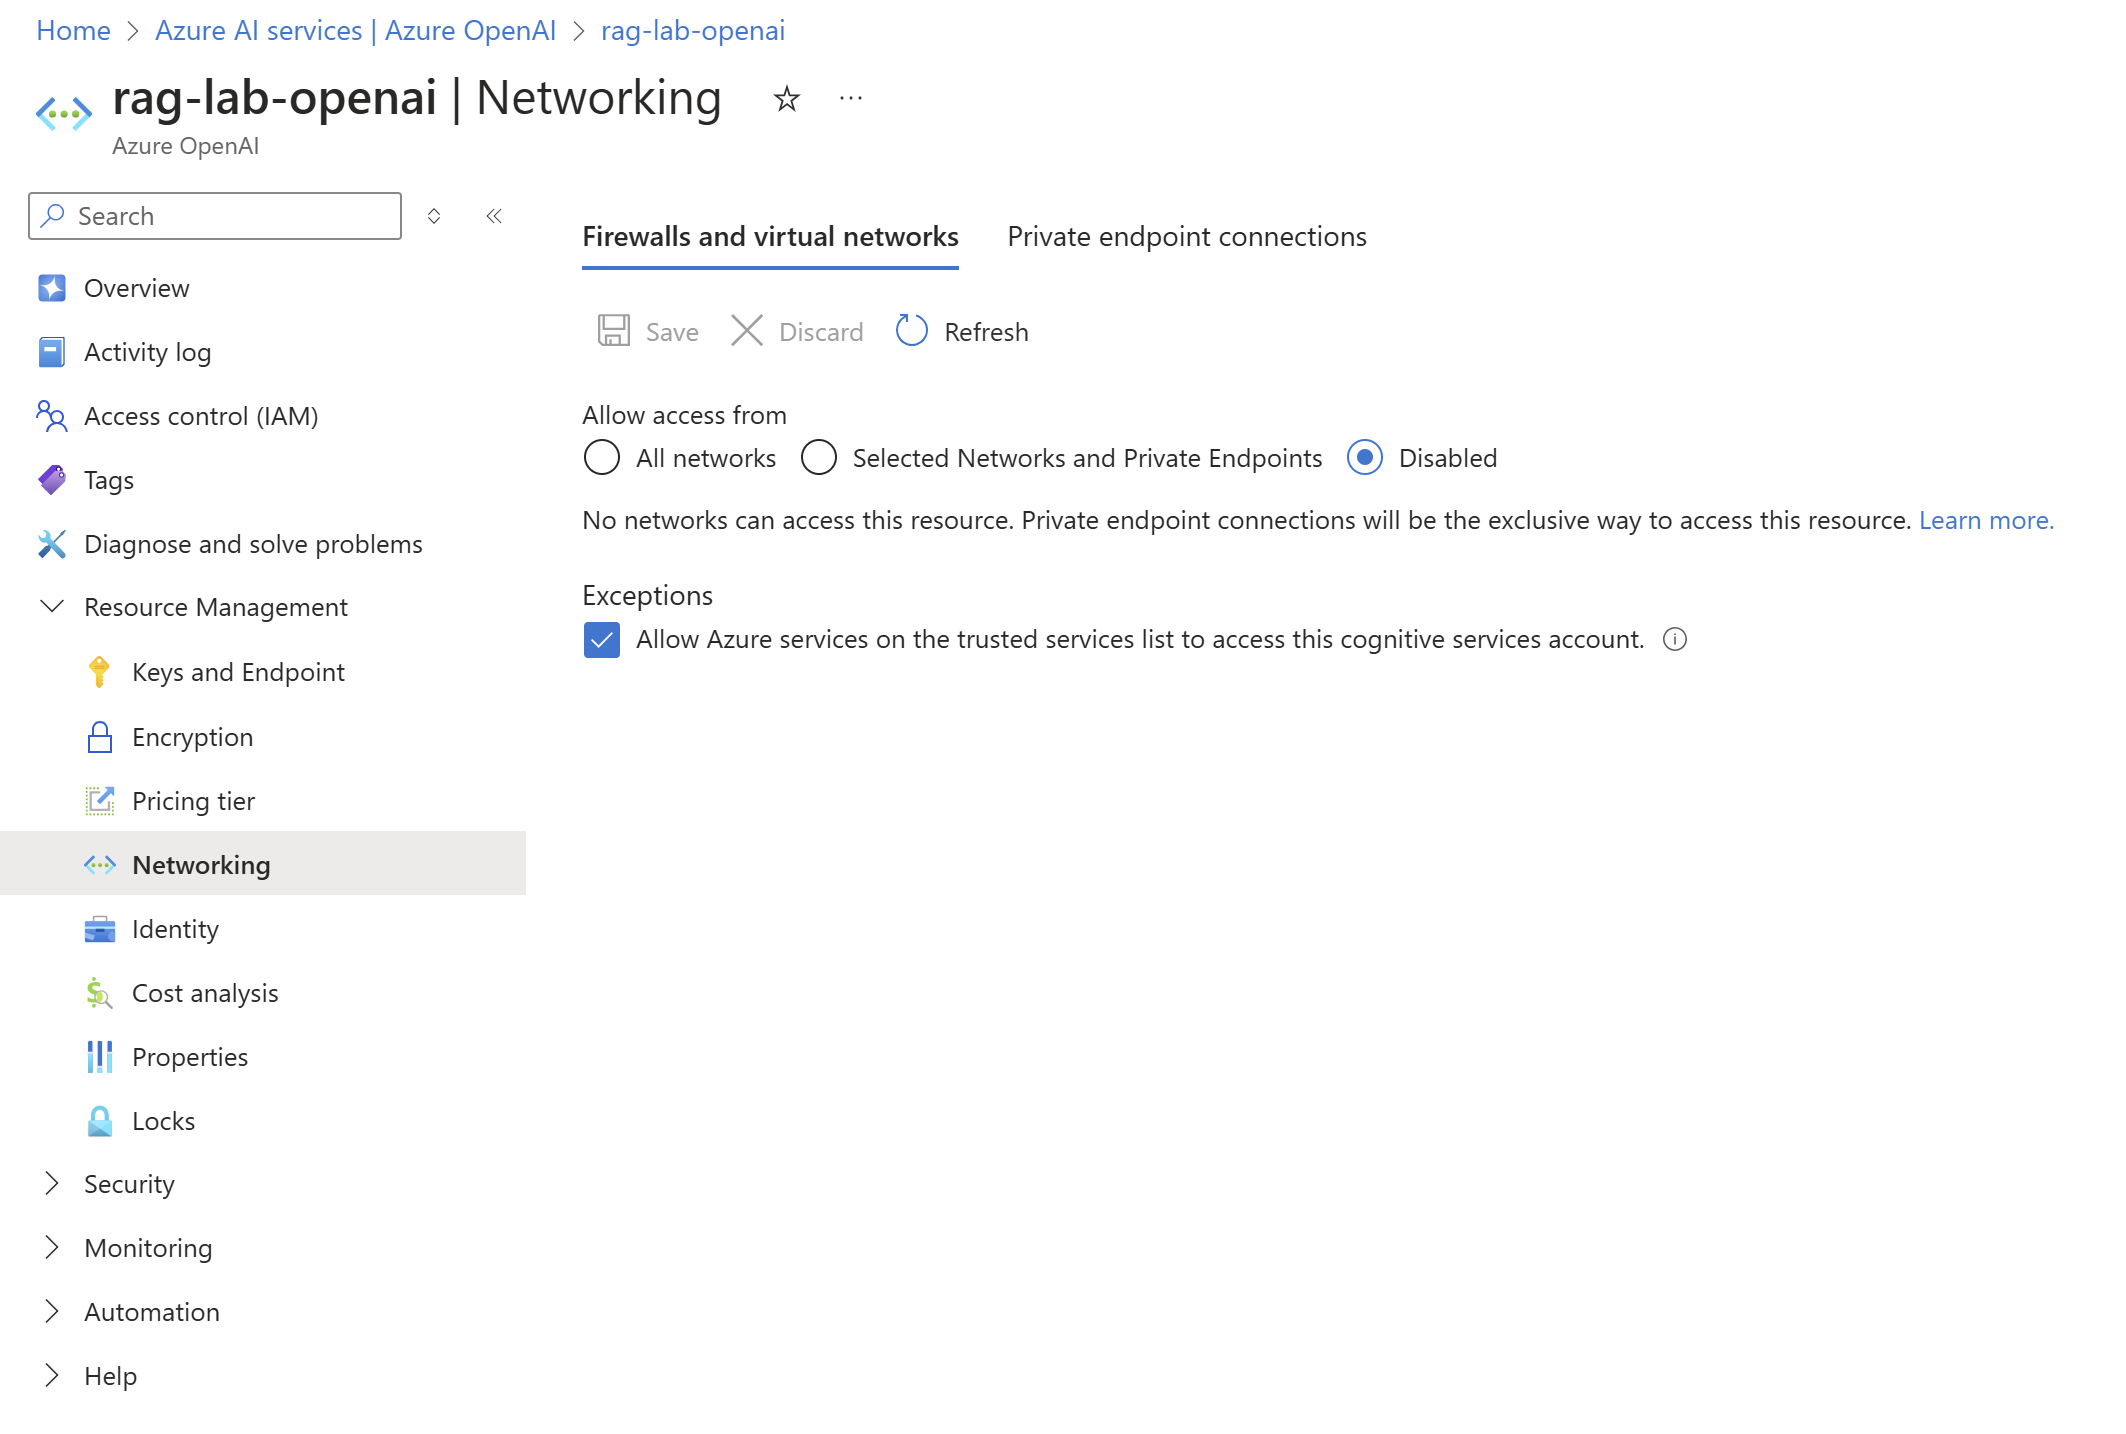 Home > Azure AI services | Azure OpenAI > rag-lab-openai
rag-lab-openai | Networking
Azure OpenAI
Search
Overview
Activity log
Access control (IAM)
Tags
Diagnose and solve problems
Resource Management
Keys and Endpoint
Encryption
Pricing tier
Networking
Identity
Cost analysis
Properties
Locks
Security
Monitoring
Automation
Help
Firewalls and virtual networks Private endpoint connections
Save Discard Refresh
Allow access from
All networks Selected Networks and Private Endpoints Disabled
No networks can access this resource. Private endpoint connections will be the exclusive way to access this resource. Learn more.
Exceptions
Allow Azure services on the trusted services list to access this cognitive services account.